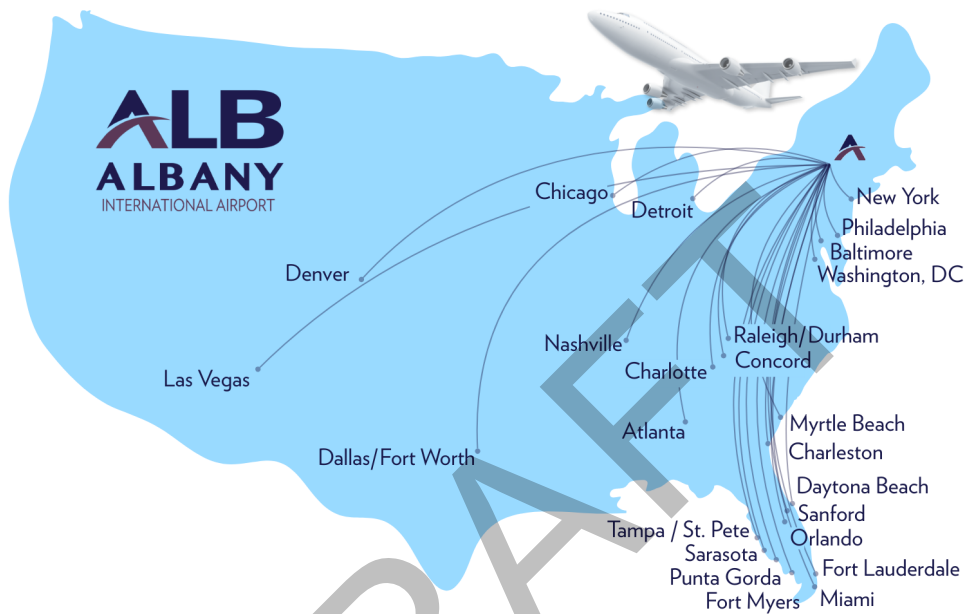 ALB
ALBANY
INTERNATIONAL AIRPORT
Chicago
Detroit
New York
Philadelphia
Baltimore
Washington, DC
Denver
Nashville
Raleigh/Durham
Concord
Las Vegas
Charlotte
Atlanta
Myrtle Beach
Charleston
Dallas/Fort Worth
Daytona Beach
Sanford
Orlando
Tampa / St. Pete
Sarasota
Punta Gorda
Fort Myers
Fort Lauderdale
Miami
DRAFT